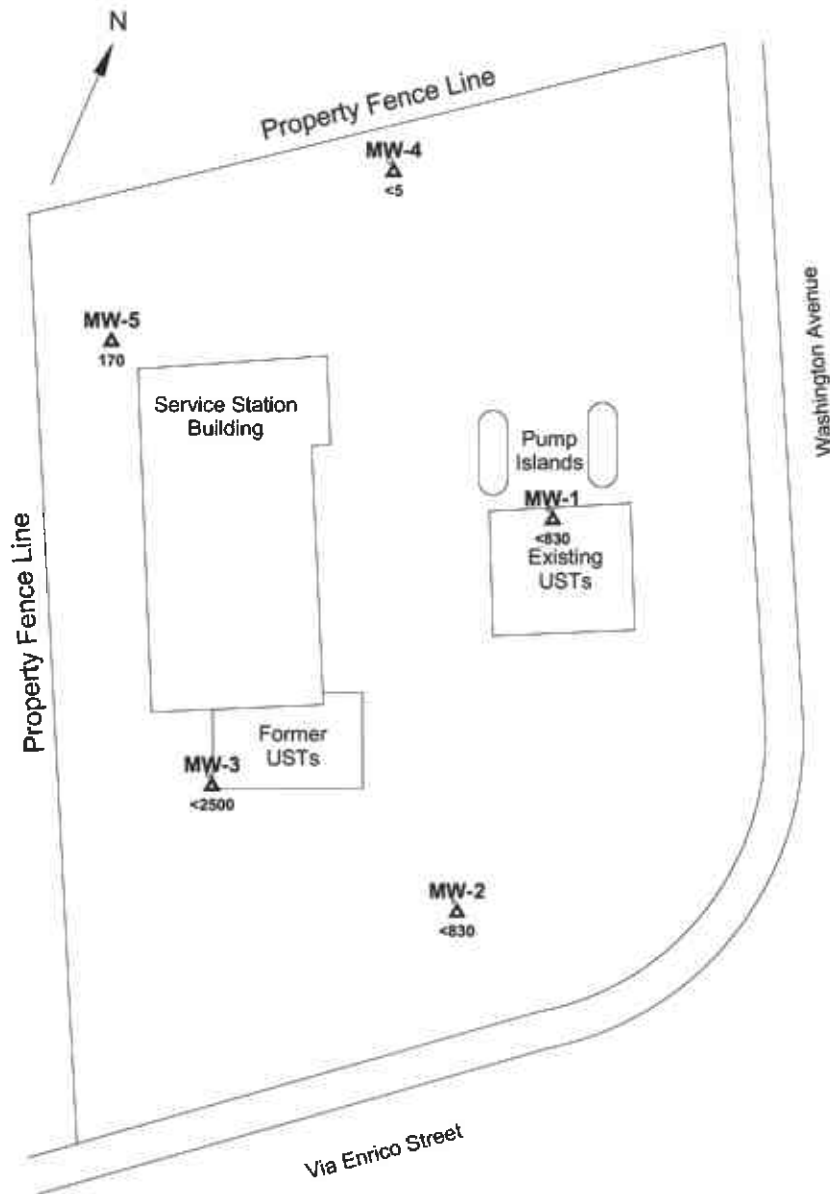 N
Property Fence Line
MW-4
<5
MW-5
170
Service Station
Building
Pump
Islands
MW-1
<830
Existing
USTs
Washington Avenue
Property Fence Line
Former
USTs
MW-3
<2500
MW-2
<830
Via Enrico Street